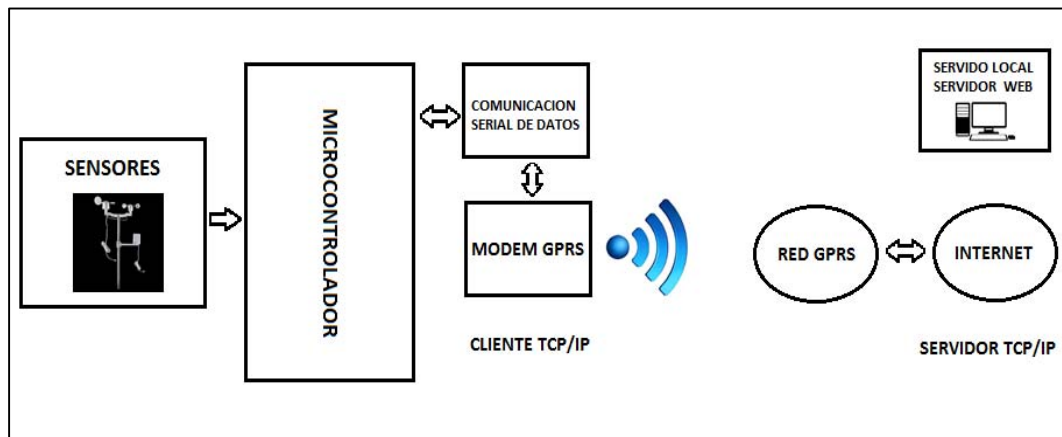 SENSORES
MICROCONTROLADOR
COMUNICACION
SERIAL DE DATOS
MODEM GPRS
CLIENTE TCP/IP
SERVIDO LOCAL
SERVIDOR WEB
RED GPRS
INTERNET
SERVIDOR TCP/IP